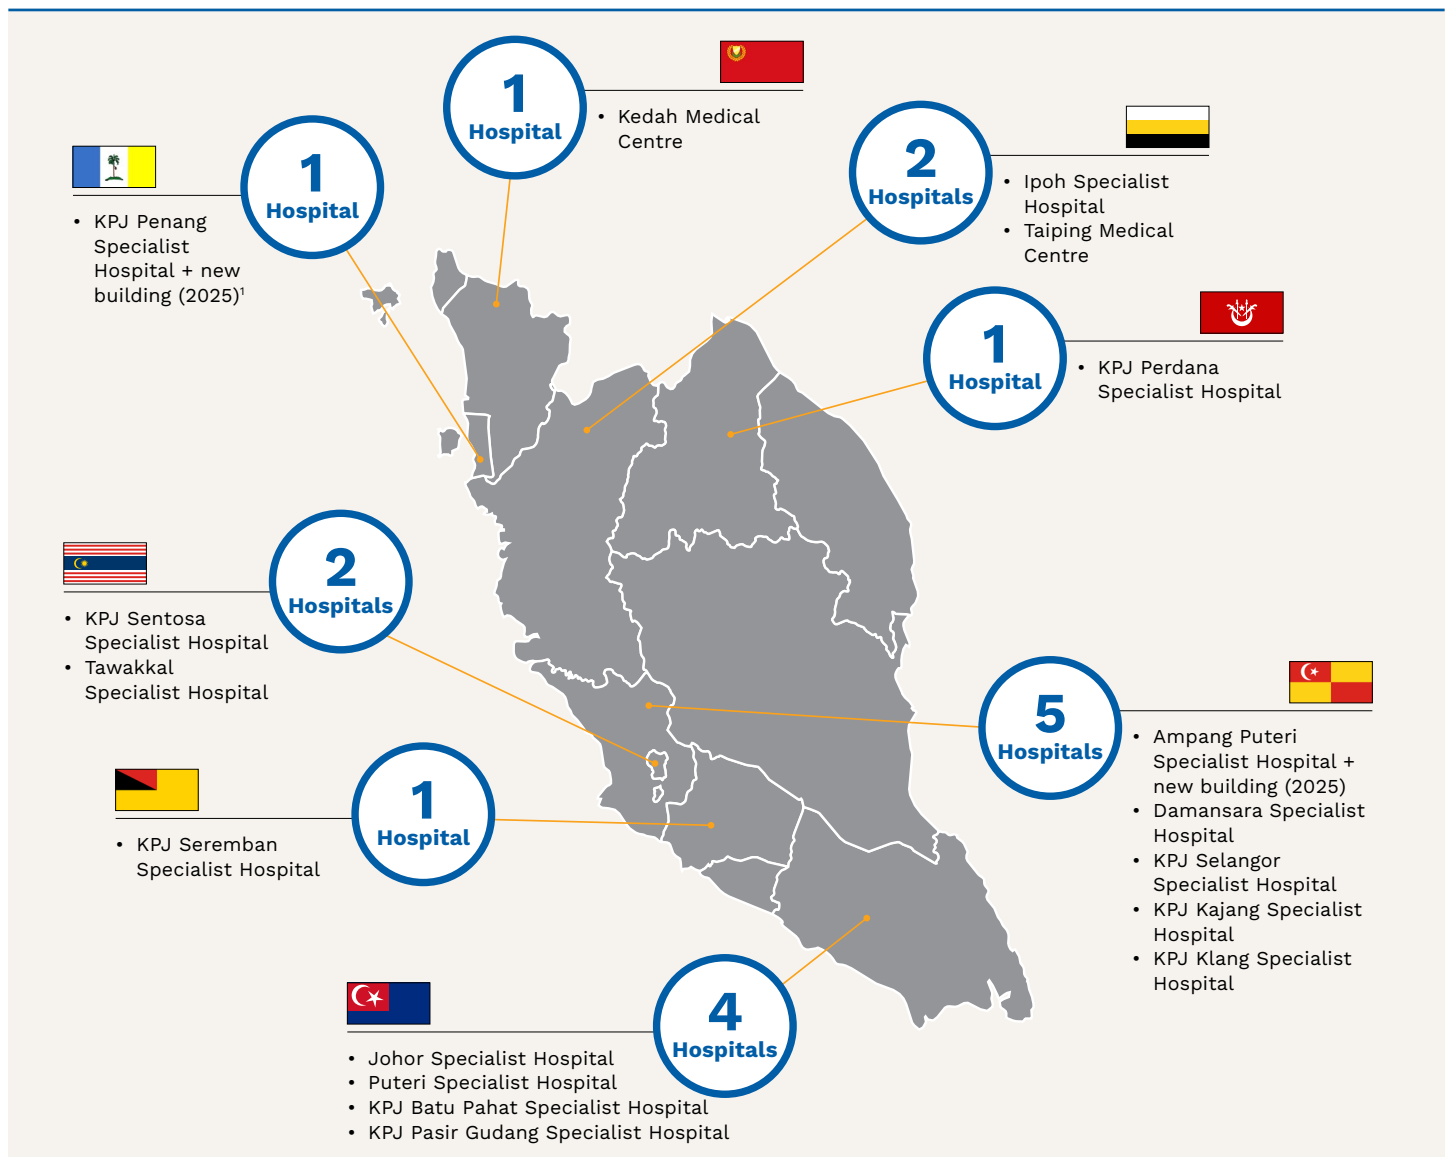 1
Hospital
• Kedah Medical
Centre
1
Hospital
• KPJ Penang
Specialist
Hospital + new
building (2025)¹
2
Hospitals
• Ipoh Specialist
Hospital
• Taiping Medical
Centre
1
Hospital
• KPJ Perdana
Specialist Hospital
2
Hospitals
• KPJ Sentosa
Specialist Hospital
• Tawakkal
Specialist Hospital
5
Hospitals
• Ampang Puteri
Specialist Hospital +
new building (2025)
• Damansara Specialist
Hospital
• KPJ Selangor
Specialist Hospital
• KPJ Kajang Specialist
Hospital
• KPJ Klang Specialist
Hospital
1
Hospital
• KPJ Seremban
Specialist Hospital
4
Hospitals
• Johor Specialist Hospital
• Puteri Specialist Hospital
• KPJ Batu Pahat Specialist Hospital
• KPJ Pasir Gudang Specialist Hospital